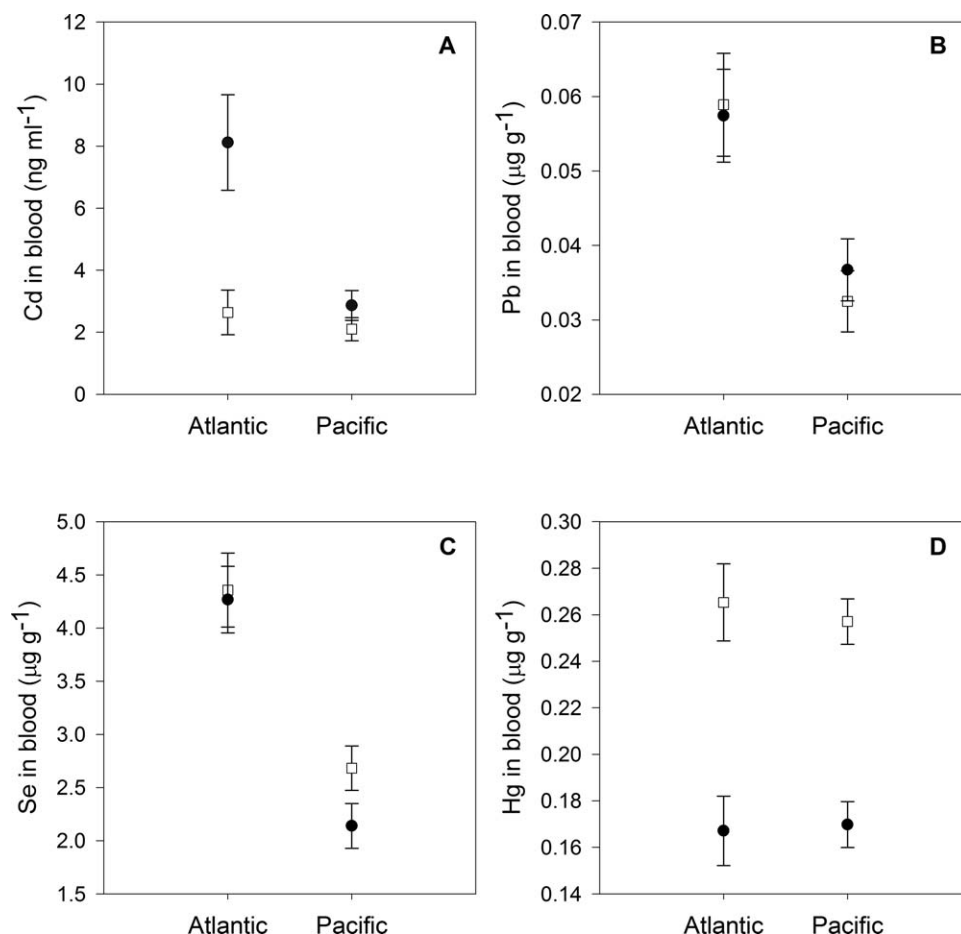 A
Cd in blood (ng ml⁻¹)
12
10
8
6
4
2
0
Atlantic
Pacific
B
Pb in blood (µg g⁻¹)
0.07
0.06
0.05
0.04
0.03
0.02
Atlantic
Pacific
C
Se in blood (µg g⁻¹)
5.0
4.5
4.0
3.5
3.0
2.5
2.0
1.5
Atlantic
Pacific
D
Hg in blood (µg g⁻¹)
0.30
0.28
0.26
0.24
0.22
0.20
0.18
0.16
0.14
Atlantic
Pacific